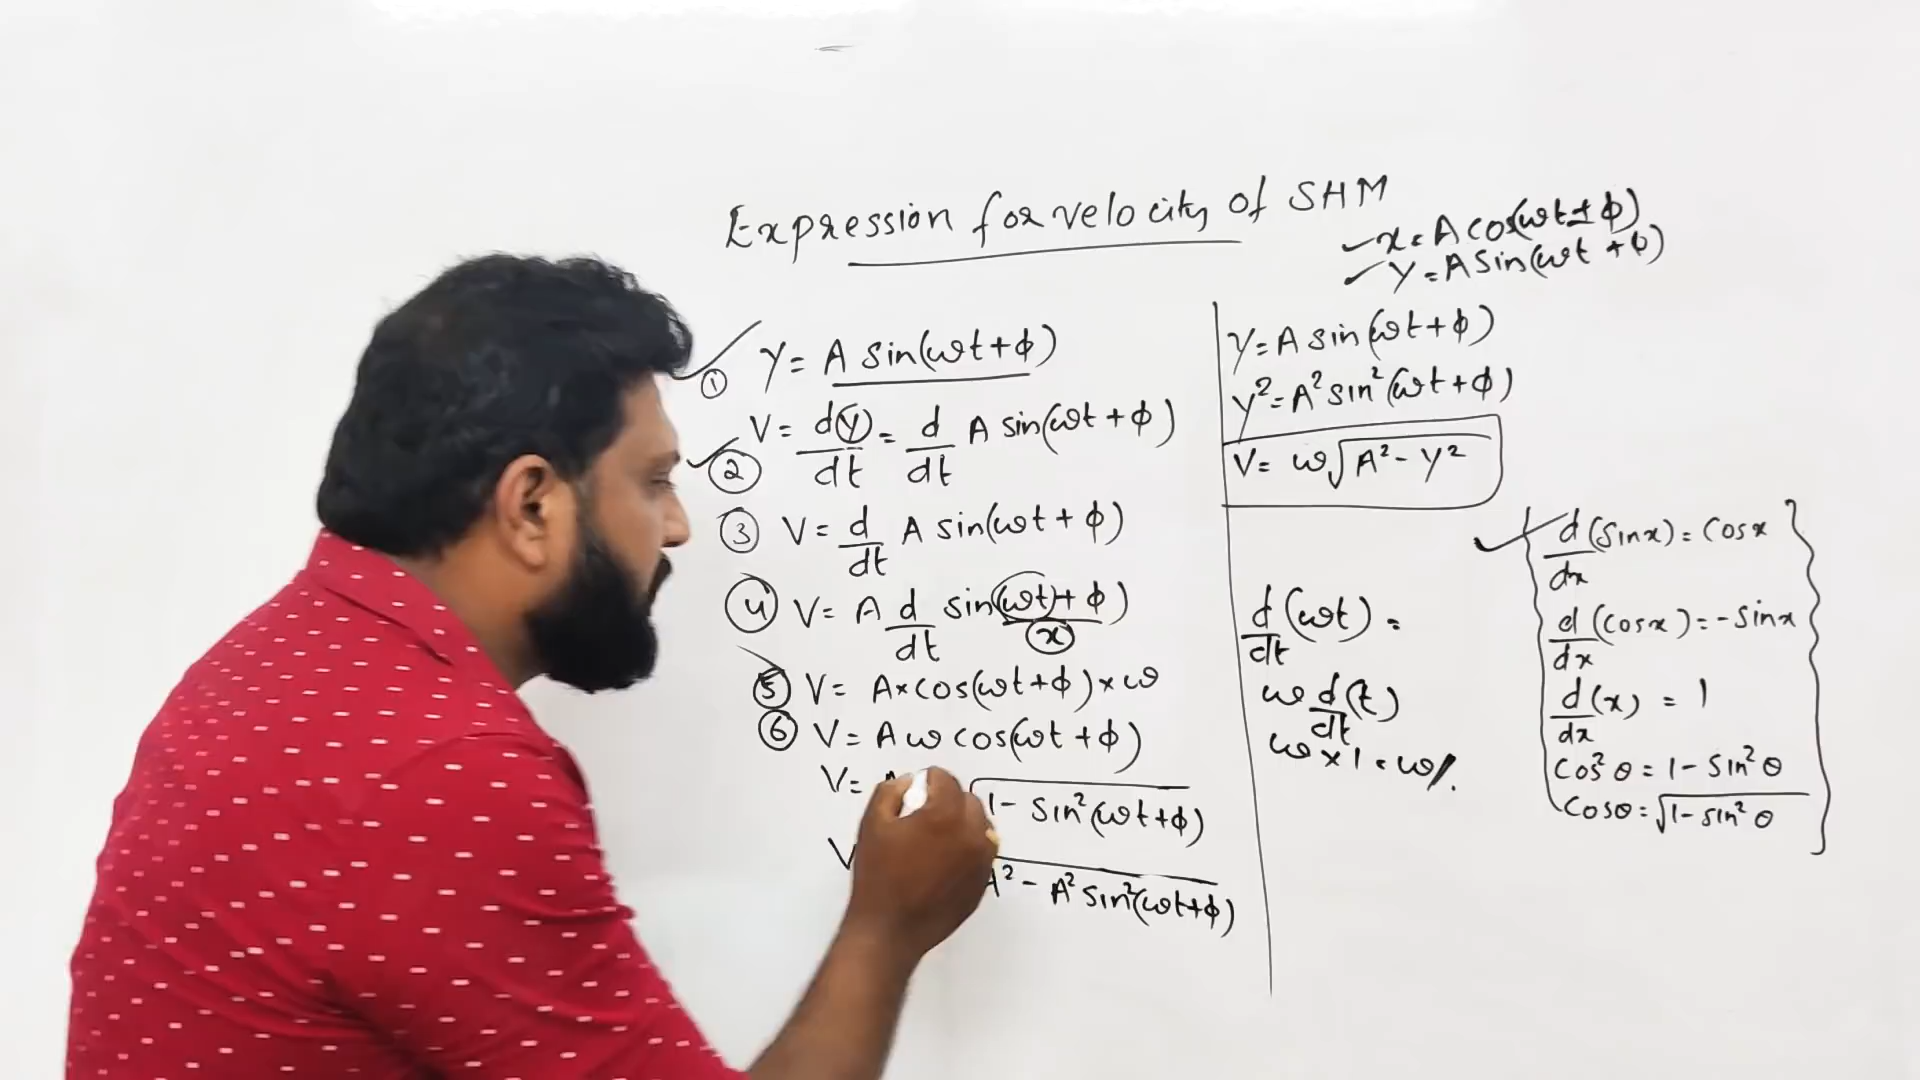 Expression for velocity of SHM
x = A cos(ωt + ϕ)
y = A Sin(ωt + ϕ)
① y = A sin(ωt+ϕ)
② V = dy/dt = d/dt A sin(ωt + ϕ)
③ V = d/dt A sin(ωt + ϕ)
④ V = A d/dt sin(ωt + ϕ)
x
⑤ V = A×cos(ωt+ϕ)×ω
⑥ V = A ω cos(ωt + ϕ)
V = √1 - Sin²(ωt+ϕ)
V A² - A² sin²(ωt+ϕ)
y = A sin(ωt+ϕ)
y² = A² sin²(ωt+ϕ)
V = ω√A² - y²
d/dt (ωt) =
ω d/dt (t)
ω × 1 = ω//.
d/dx (Sinx) = Cosx
d/dx (Cosx) = -Sinx
d/dx (x) = 1
Cos²θ = 1 - Sin²θ
Cosθ = √1 - sin²θ